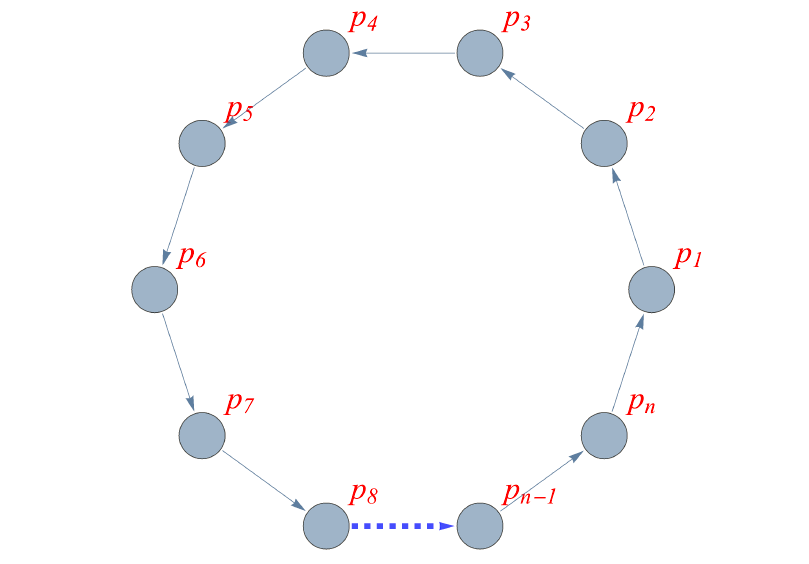 p₄ p₃
p₅ p₂
p₆ p₁
p₇ pₙ
p₈ pₙ₋₁